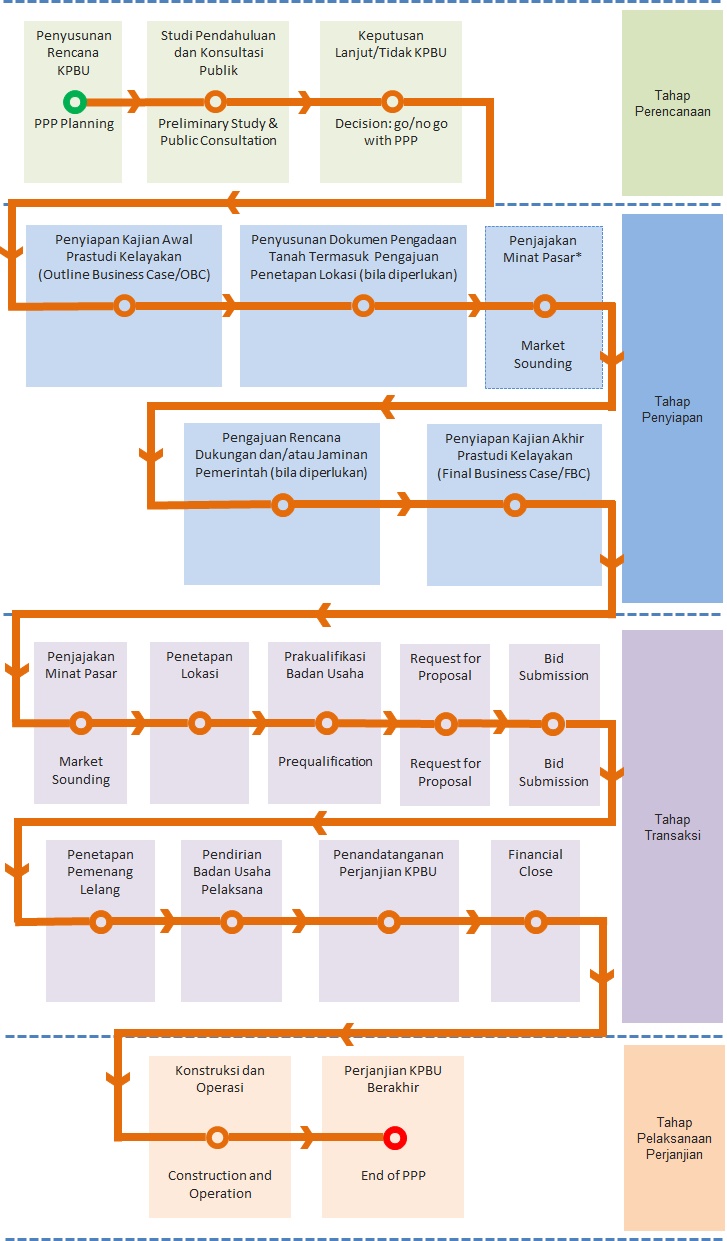 Penyusunan
Rencana
KPBU
PPP Planning
Studi Pendahuluan
dan Konsultasi
Publik
Preliminary Study &
Public Consultation
Keputusan
Lanjut/Tidak KPBU
Decision: go/no go
with PPP
Tahap
Perencanaan
Penyiapan Kajian Awal
Prastudi Kelayakan
(Outline Business Case/OBC)
Penyusunan Dokumen Pengadaan
Tanah Termasuk Pengajuan
Penetapan Lokasi (bila diperlukan)
Penjajakan
Minat Pasar*
Market
Sounding
Tahap
Penyiapan
Pengajuan Rencana
Dukungan dan/atau Jaminan
Pemerintah (bila diperlukan)
Penyiapan Kajian Akhir
Prastudi Kelayakan
(Final Business Case/FBC)
Penjajakan
Minat Pasar
Market
Sounding
Penetapan
Lokasi
Prakualifikasi
Badan Usaha
Prequalification
Request for
Proposal
Request for
Proposal
Bid
Submission
Bid
Submission
Tahap
Transaksi
Penetapan
Pemenang
Lelang
Pendirian
Badan Usaha
Pelaksana
Penandatanganan
Perjanjian KPBU
Financial
Close
Konstruksi dan
Operasi
Construction and
Operation
Perjanjian KPBU
Berakhir
End of PPP
Tahap
Pelaksanaan
Perjanjian